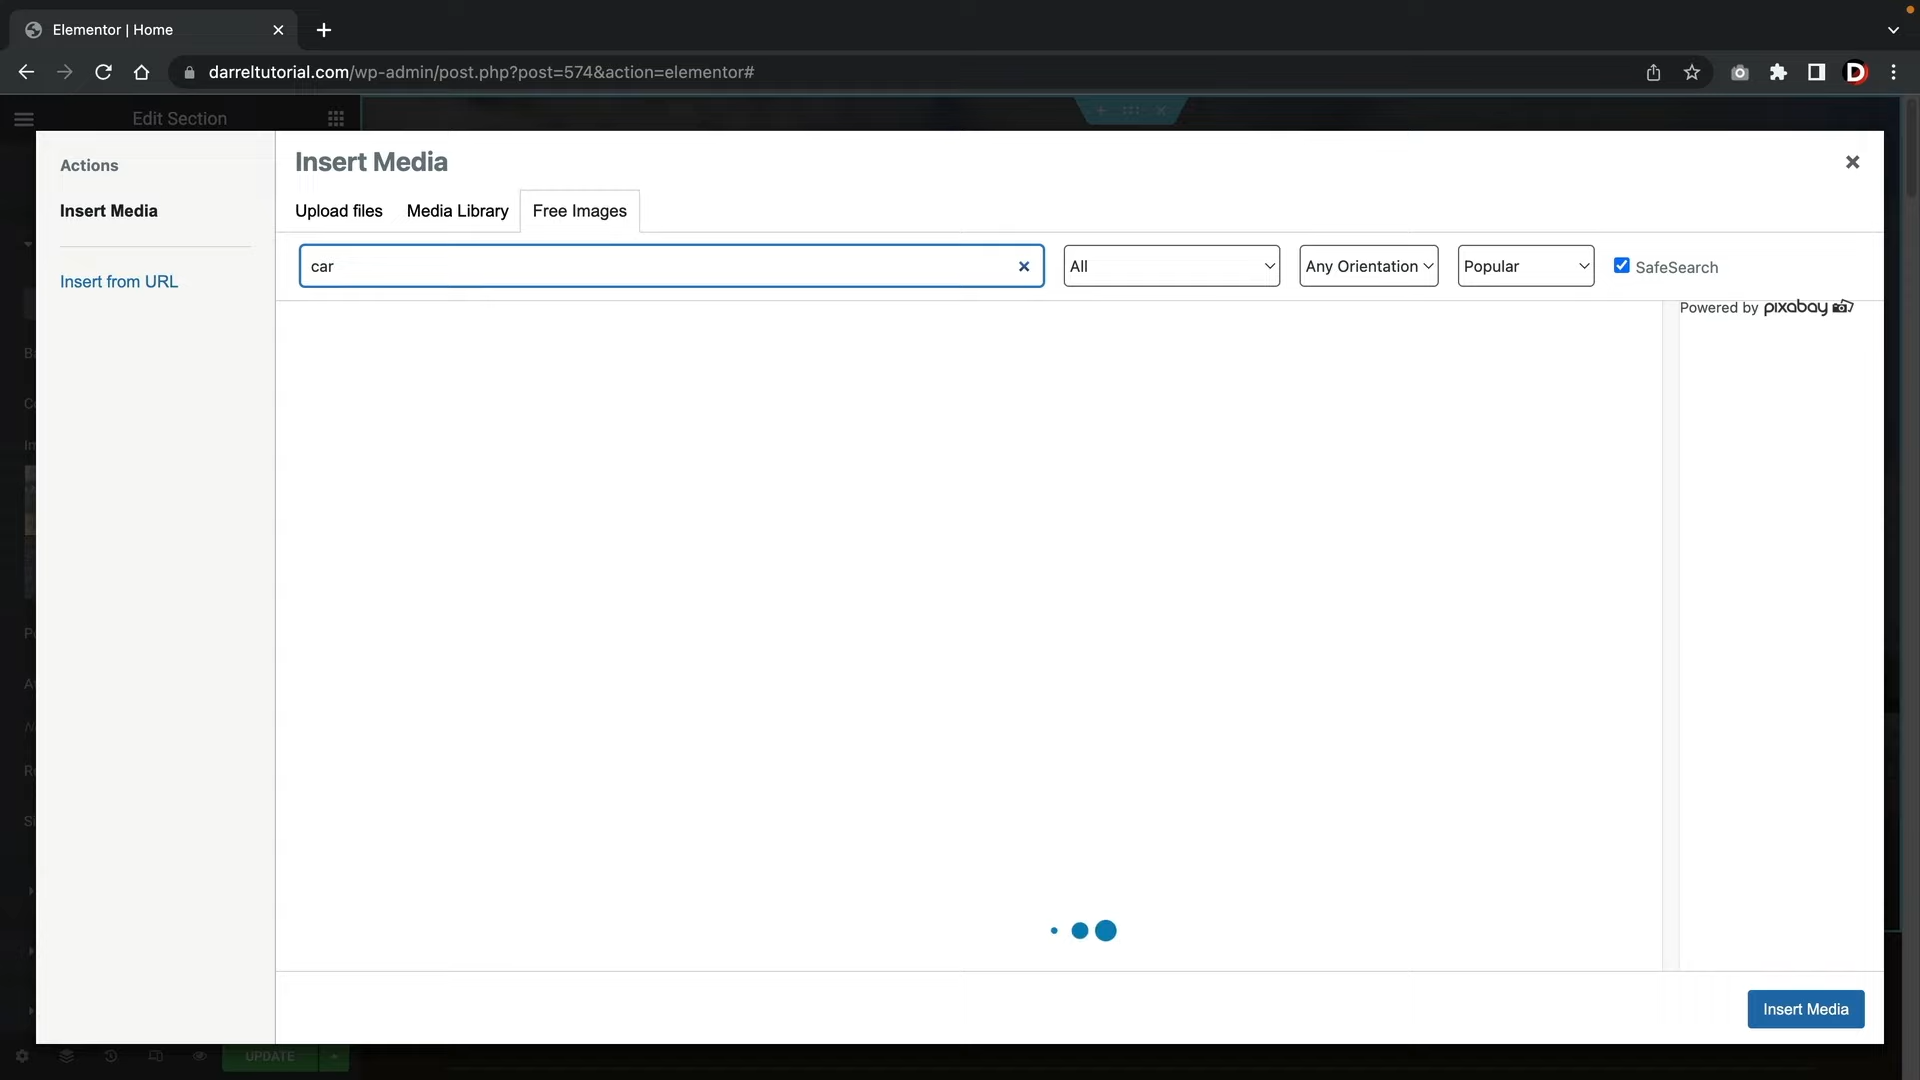 Elementor | Home
darreltutorial.com/wp-admin/post.php?post=574&action=elementor#
Edit Section
Actions
Insert Media
Insert from URL
Insert Media
Upload files
Media Library
Free Images
car
All
Any Orientation
Popular
SafeSearch
Powered by pixabay
Insert Media
UPDATE